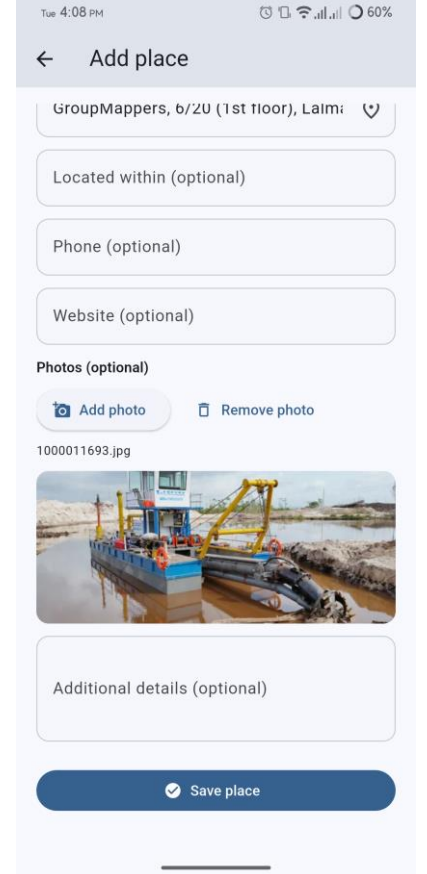 Tue 4:08 PM 60%
Add place
GroupMappers, 6/20 (1st floor), Lalma
Located within (optional)
Phone (optional)
Website (optional)
Photos (optional)
Add photo Remove photo
1000011693.jpg
Additional details (optional)
Save place